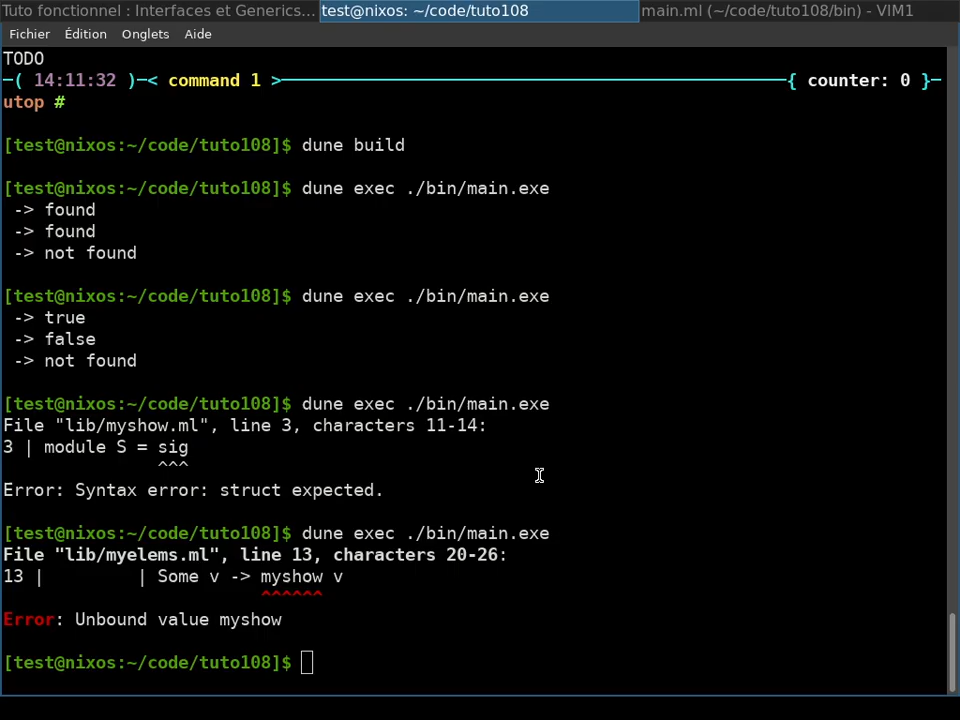 Tuto fonctionnel : Interfaces et Generics... test@nixos: ~/code/tuto108 main.ml (~/code/tuto108/bin) - VIM1
Fichier Édition Onglets Aide
TODO
─( 14:11:32 )─< command 1 >────────────────────────{ counter: 0 }─
utop #
[test@nixos:~/code/tuto108]$ dune build
[test@nixos:~/code/tuto108]$ dune exec ./bin/main.exe
 -> found
 -> found
 -> not found
[test@nixos:~/code/tuto108]$ dune exec ./bin/main.exe
 -> true
 -> false
 -> not found
[test@nixos:~/code/tuto108]$ dune exec ./bin/main.exe
File "lib/myshow.ml", line 3, characters 11-14:
3 | module S = sig
               ^^^
Error: Syntax error: struct expected.
[test@nixos:~/code/tuto108]$ dune exec ./bin/main.exe
File "lib/myelems.ml", line 13, characters 20-26:
13 |         | Some v -> myshow v
                         ^^^^^^
Error: Unbound value myshow
[test@nixos:~/code/tuto108]$